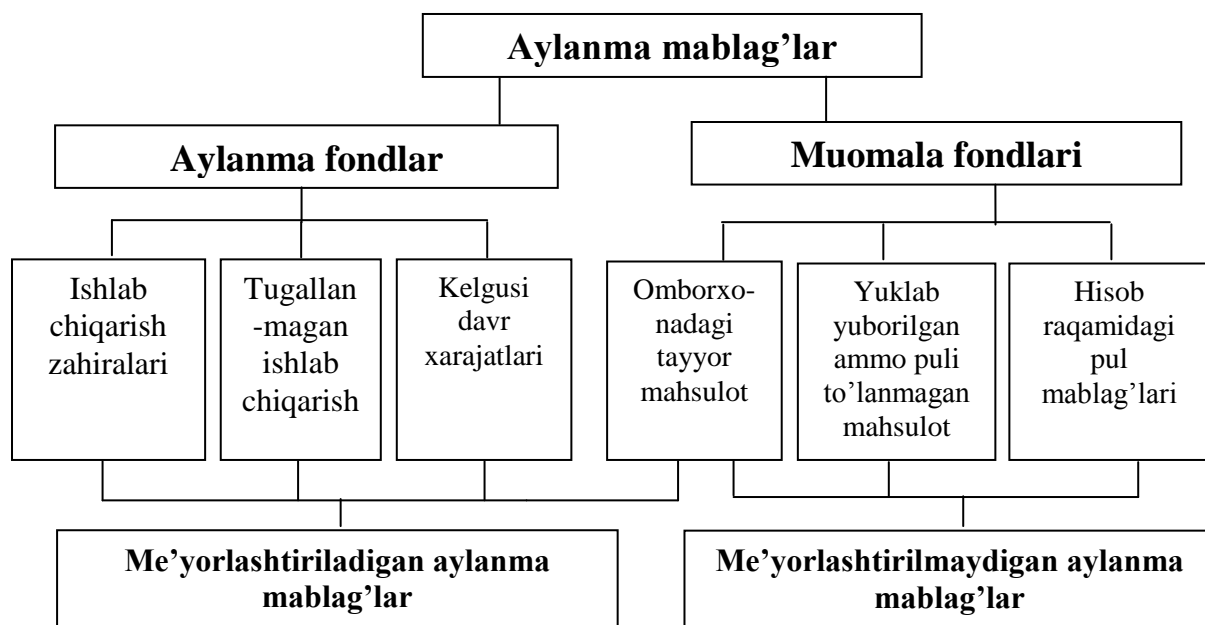 Aylanma mablag’lar
Aylanma fondlar
Muomala fondlari
Ishlab
chiqarish
zahiralari
Tugallan
-magan
ishlab
chiqarish
Kelgusi
davr
xarajatlari
Omborxo-
nadagi
tayyor
mahsulot
Yuklab
yuborilgan
ammo puli
to’lanmagan
mahsulot
Hisob
raqamidagi
pul
mablag’lari
Me’yorlashtiriladigan aylanma
mablag’lar
Me’yorlashtirilmaydigan aylanma
mablag’lar